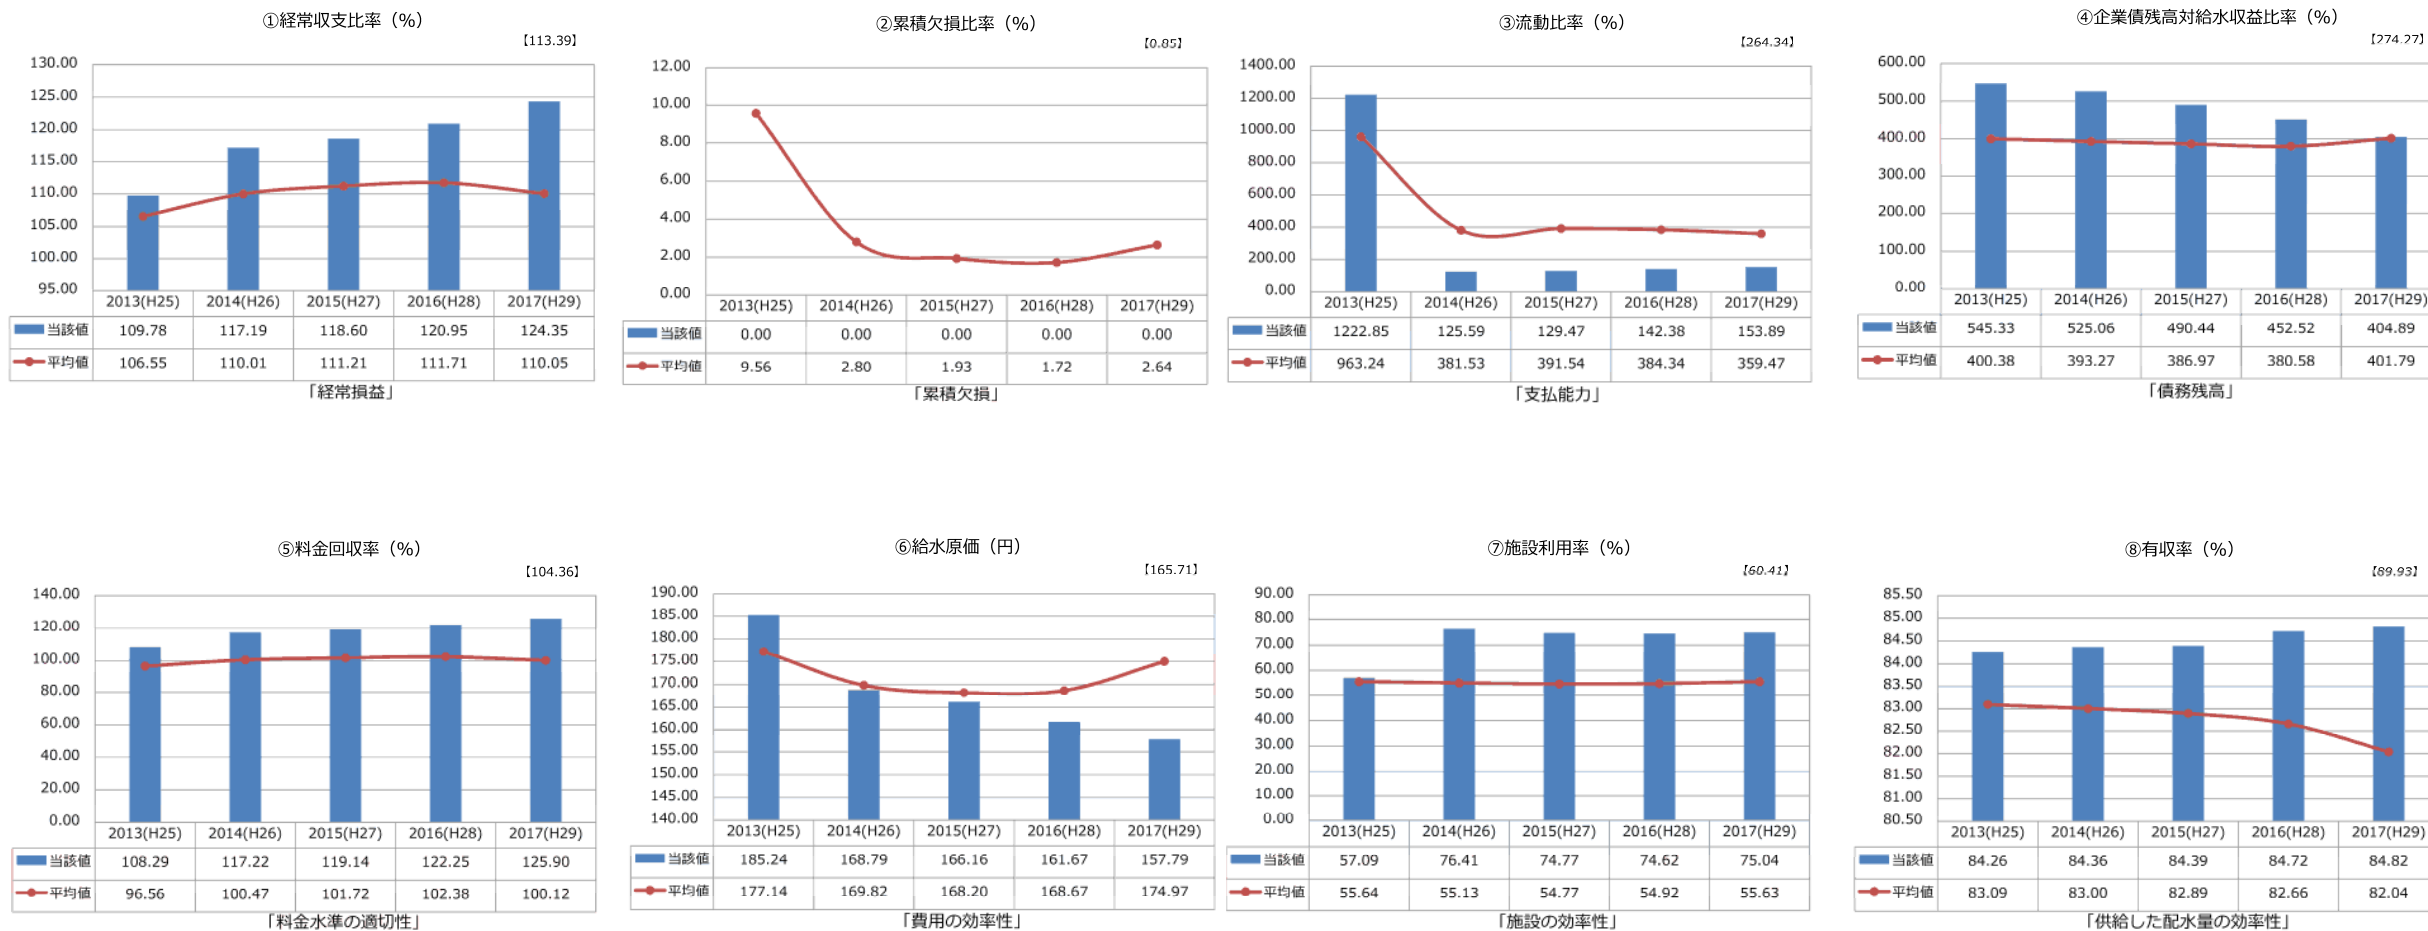 ①経常収支比率（%）
【113.39】
130.00
125.00
120.00
115.00
110.00
105.00
100.00
95.00
2013(H25) 2014(H26) 2015(H27) 2016(H28) 2017(H29)
当該値 109.78 117.19 118.60 120.95 124.35
平均値 106.55 110.01 111.21 111.71 110.05
「経常損益」
②累積欠損比率（%）
【0.85】
12.00
10.00
8.00
6.00
4.00
2.00
0.00
2013(H25) 2014(H26) 2015(H27) 2016(H28) 2017(H29)
当該値 0.00 0.00 0.00 0.00 0.00
平均値 9.56 2.80 1.93 1.72 2.64
「累積欠損」
③流動比率（%）
【264.34】
1400.00
1200.00
1000.00
800.00
600.00
400.00
200.00
0.00
2013(H25) 2014(H26) 2015(H27) 2016(H28) 2017(H29)
当該値 1222.85 125.59 129.47 142.38 153.89
平均値 963.24 381.53 391.54 384.34 359.47
「支払能力」
④企業債残高対給水収益比率（%）
【274.27】
600.00
500.00
400.00
300.00
200.00
100.00
0.00
2013(H25) 2014(H26) 2015(H27) 2016(H28) 2017(H29)
当該値 545.33 525.06 490.44 452.52 404.89
平均値 400.38 393.27 386.97 380.58 401.79
「債務残高」
⑤料金回収率（%）
【104.36】
140.00
120.00
100.00
80.00
60.00
40.00
20.00
0.00
2013(H25) 2014(H26) 2015(H27) 2016(H28) 2017(H29)
当該値 108.29 117.22 119.14 122.25 125.90
平均値 96.56 100.47 101.72 102.38 100.12
「料金水準の適切性」
⑥給水原価（円）
【165.71】
190.00
185.00
180.00
175.00
170.00
165.00
160.00
155.00
150.00
145.00
140.00
2013(H25) 2014(H26) 2015(H27) 2016(H28) 2017(H29)
当該値 185.24 168.79 166.16 161.67 157.79
平均値 177.14 169.82 168.20 168.67 174.97
「費用の効率性」
⑦施設利用率（%）
【60.41】
90.00
80.00
70.00
60.00
50.00
40.00
30.00
20.00
10.00
0.00
2013(H25) 2014(H26) 2015(H27) 2016(H28) 2017(H29)
当該値 57.09 76.41 74.77 74.62 75.04
平均値 55.64 55.13 54.77 54.92 55.63
「施設の効率性」
⑧有収率（%）
【89.93】
85.50
85.00
84.50
84.00
83.50
83.00
82.50
82.00
81.50
81.00
80.50
2013(H25) 2014(H26) 2015(H27) 2016(H28) 2017(H29)
当該値 84.26 84.36 84.39 84.72 84.82
平均値 83.09 83.00 82.89 82.66 82.04
「供給した配水量の効率性」